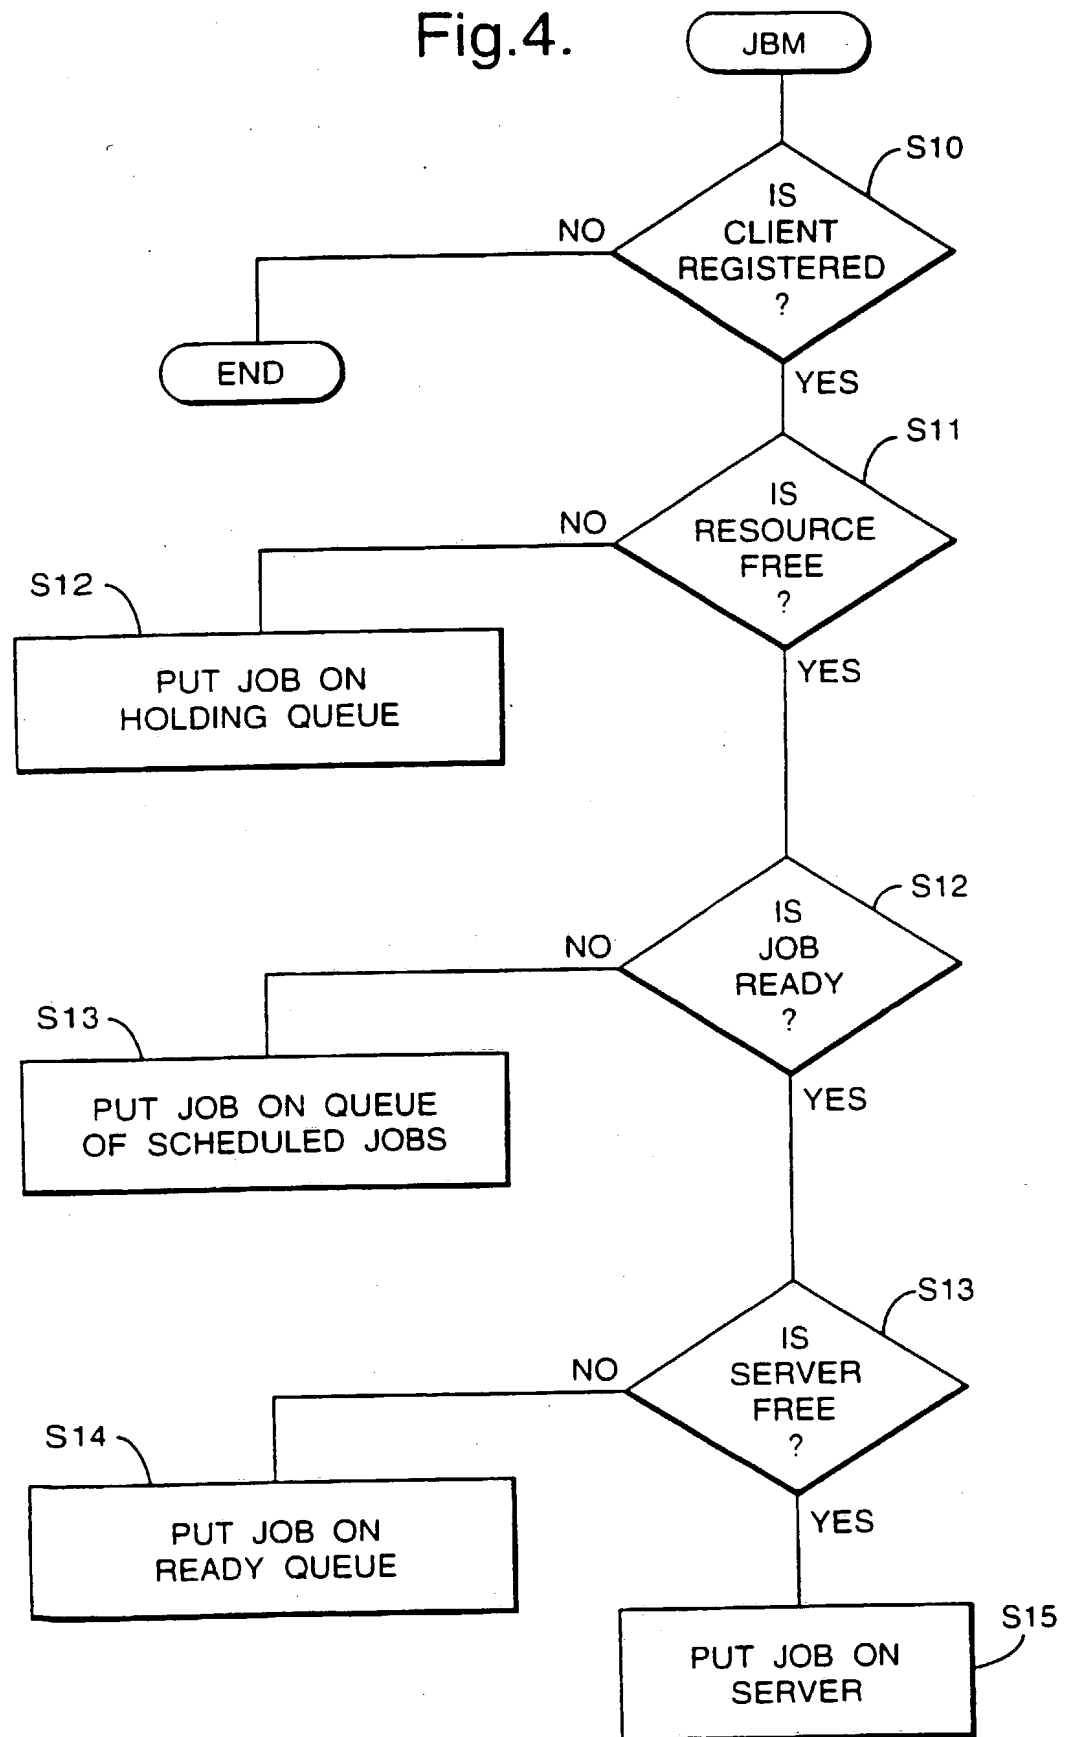 Fig.4.
JBM
S10
IS
CLIENT
REGISTERED
?
NO
END
YES
S11
IS
RESOURCE
FREE
?
NO
S12
PUT JOB ON
HOLDING QUEUE
YES
S12
IS
JOB
READY
?
NO
S13
PUT JOB ON QUEUE
OF SCHEDULED JOBS
YES
S13
IS
SERVER
FREE
?
NO
S14
PUT JOB ON
READY QUEUE
YES
S15
PUT JOB ON
SERVER